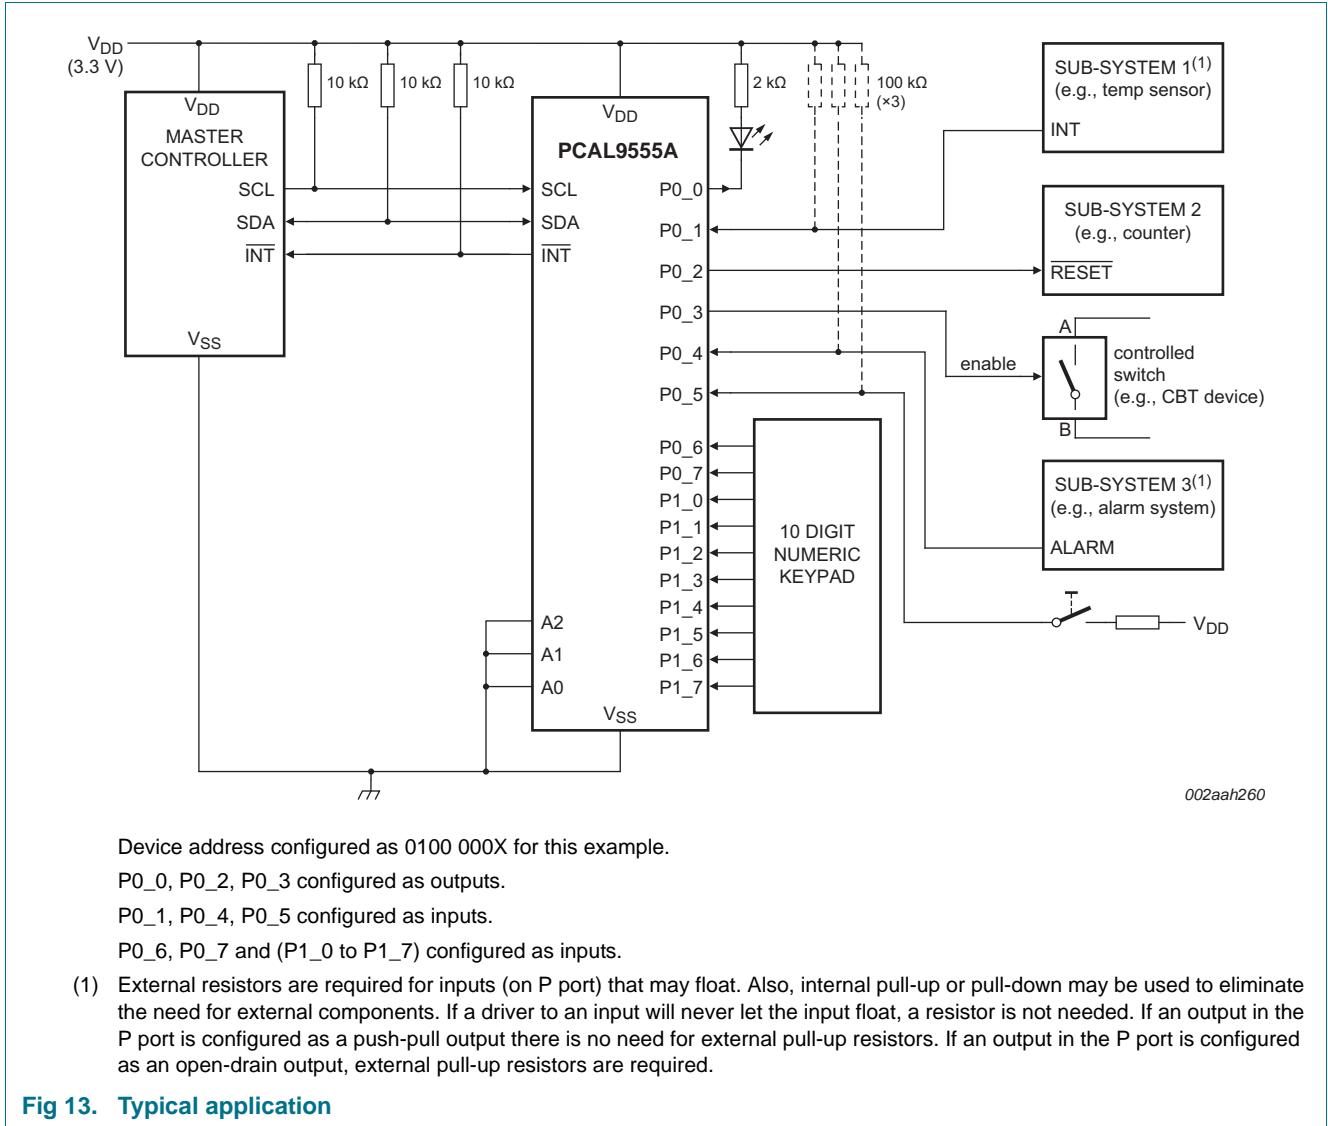 VDD
(3.3 V)
10 kΩ
10 kΩ
10 kΩ
2 kΩ
100 kΩ
(×3)
VDD
MASTER
CONTROLLER
SCL
SDA
INT
VSS
VDD
PCAL9555A
SCL
SDA
INT
A2
A1
A0
VSS
P0_0
P0_1
P0_2
P0_3
P0_4
P0_5
P0_6
P0_7
P1_0
P1_1
P1_2
P1_3
P1_4
P1_5
P1_6
P1_7
10 DIGIT
NUMERIC
KEYPAD
SUB-SYSTEM 1(1)
(e.g., temp sensor)
INT
SUB-SYSTEM 2
(e.g., counter)
RESET
enable
A
B
controlled
switch
(e.g., CBT device)
SUB-SYSTEM 3(1)
(e.g., alarm system)
ALARM
VDD
002aah260
Device address configured as 0100 000X for this example.
P0_0, P0_2, P0_3 configured as outputs.
P0_1, P0_4, P0_5 configured as inputs.
P0_6, P0_7 and (P1_0 to P1_7) configured as inputs.
(1) External resistors are required for inputs (on P port) that may float. Also, internal pull-up or pull-down may be used to eliminate
the need for external components. If a driver to an input will never let the input float, a resistor is not needed. If an output in the
P port is configured as a push-pull output there is no need for external pull-up resistors. If an output in the P port is configured
as an open-drain output, external pull-up resistors are required.
Fig 13. Typical application